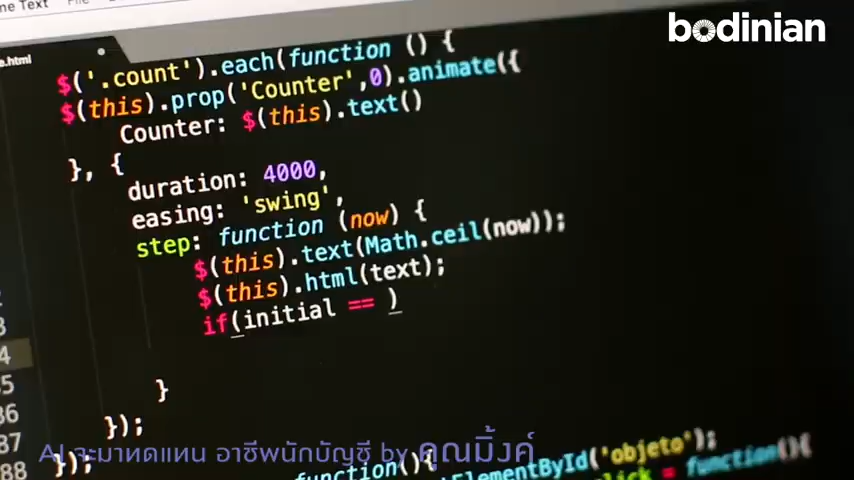 bodinian
$('.count').each(function () {
$(this).prop('Counter',0).animate({
Counter: $(this).text()
}, {
duration: 4000,
easing: 'swing',
step: function (now) {
$(this).text(Math.ceil(now));
$(this).html(text);
if(initial == )
}
});
});
AI จะมาทดแทน อาชีพนักบัญชี by คุณมิ้งค์
ElementById('objeto');
function(){
= function(){